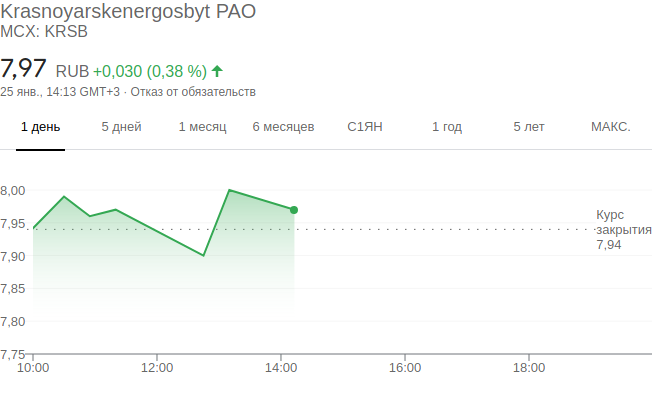 Krasnoyarskenergosbyt PAO
MCX: KRSB
7,97 RUB +0,030 (0,38 %)
25 янв., 14:13 GMT+3 · Отказ от обязательств
1 день 5 дней 1 месяц 6 месяцев С1ЯН 1 год 5 лет МАКС.
8,00
7,95
7,90
7,85
7,80
7,75
Курс
закрытия
7,94
10:00 12:00 14:00 16:00 18:00